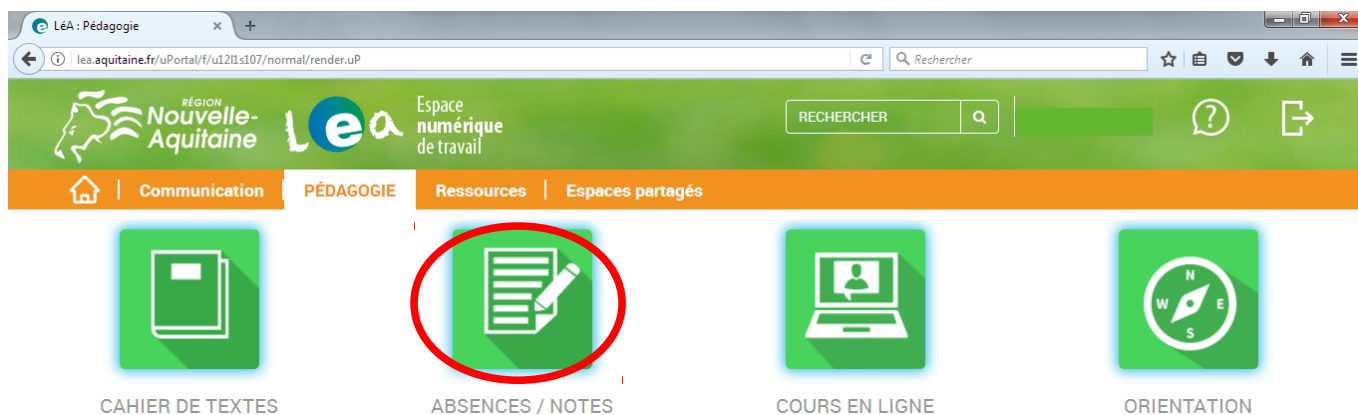 LéA : Pédagogie
lea.aquitaine.fr/uPortal/f/u12l1s107/normal/render.uP
Rechercher
RÉGION
Nouvelle-
Aquitaine
Léa
Espace
numérique
de travail
RECHERCHER
?
Communication
PÉDAGOGIE
Ressources
Espaces partagés
N
W
E
S
CAHIER DE TEXTES
ABSENCES / NOTES
COURS EN LIGNE
ORIENTATION